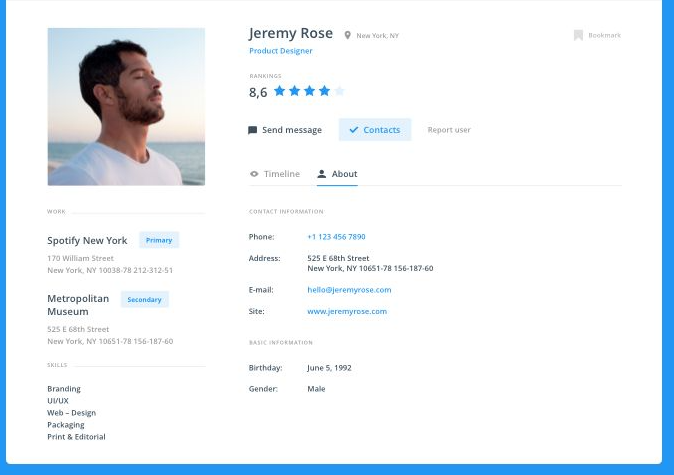 Jeremy Rose
New York, NY
Bookmark
Product Designer
RANKINGS
8,6
Send message
Contacts
Report user
Timeline
About
WORK
Spotify New York
Primary
170 William Street
New York, NY 10038-78 212-312-51
Metropolitan
Museum
Secondary
525 E 68th Street
New York, NY 10651-78 156-187-60
SKILLS
Branding
UI/UX
Web – Design
Packaging
Print & Editorial
CONTACT INFORMATION
Phone: +1 123 456 7890
Address: 525 E 68th Street
New York, NY 10651-78 156-187-60
E-mail: hello@jeremyrose.com
Site: www.jeremyrose.com
BASIC INFORMATION
Birthday: June 5, 1992
Gender: Male